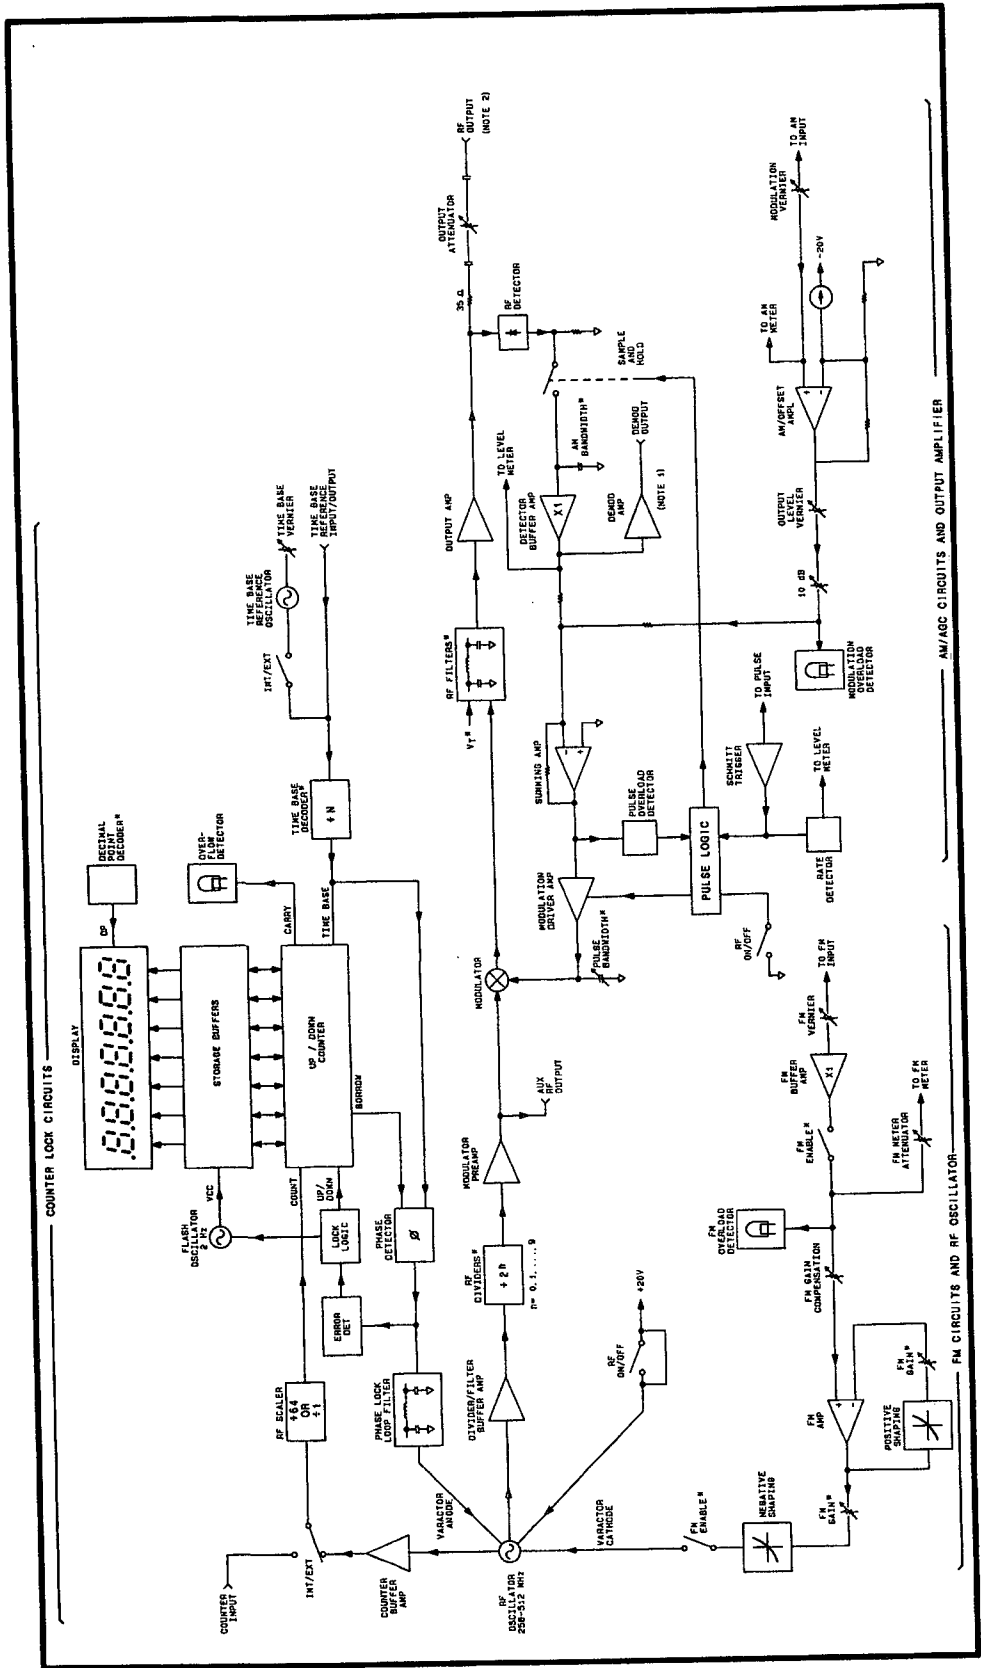 COUNTER LOCK CIRCUITS
COUNTER
INPUT
INT/EXT
COUNTER
BUFFER
AMP
RF SCALER
÷64
OR
÷1
COUNT
FLASH
OSCILLATOR
2 Hz
VCC
LOCK
LOGIC
UP/
DOWN
ERROR
DET
PHASE
DETECTOR
Ø
PHASE LOCK
LOOP FILTER
DISPLAY
.8.8.8.8.8.8.8
DP
DECIMAL
POINT
DECODER*
STORAGE BUFFERS
UP / DOWN
COUNTER
BORROW
CARRY
OVER-
FLOW
DETECTOR
TIME BASE
TIME BASE
DECODER*
÷ N
INT/EXT
TIME BASE
REFERENCE
OSCILLATOR
TIME BASE
VERNIER
TIME BASE
REFERENCE
INPUT/OUTPUT
VARACTOR
ANODE
RF
OSCILLATOR
256-512 MHz
VARACTOR
CATHODE
DIVIDER/FILTER
BUFFER AMP
RF
DIVIDERS*
÷ 2n
n= 0,1,...9
MODULATOR
PREAMP
AUX
RF
OUTPUT
MODULATOR
VT*
RF FILTERS*
OUTPUT AMP
35 Ω
OUTPUT
ATTENUATOR
RF
OUTPUT
(NOTE 2)
RF
DETECTOR
SAMPLE
AND
HOLD
AM
BANDWIDTH*
TO LEVEL
METER
DETECTOR
BUFFER AMP
X1
DEMOD
AMP
DEMOD
OUTPUT
(NOTE 1)
SUMMING AMP
-
+
PULSE
OVERLOAD
DETECTOR
MODULATION
DRIVER AMP
PULSE
BANDWIDTH*
PULSE LOGIC
RF
ON/OFF
SCHMITT
TRIGGER
TO PULSE
INPUT
RATE
DETECTOR
TO LEVEL
METER
MODULATION
OVERLOAD
DETECTOR
10 dB
OUTPUT
LEVEL
VERNIER
AM/OFFSET
AMPL
+
-
TO AM
METER
-20V
MODULATION
VERNIER
TO AM
INPUT
AM/AGC CIRCUITS AND OUTPUT AMPLIFIER
RF
ON/OFF
+20V
FM
ENABLE*
NEGATIVE
SHAPING
FM
GAIN*
FM
AMP
+
-
POSITIVE
SHAPING
FM
GAIN*
FM GAIN
COMPENSATION
FM
OVERLOAD
DETECTOR
FM
ENABLE*
FM
BUFFER
AMP
X1
FM
VERNIER
TO FM
INPUT
FM METER
ATTENUATOR
TO FM
METER
FM CIRCUITS AND RF OSCILLATOR